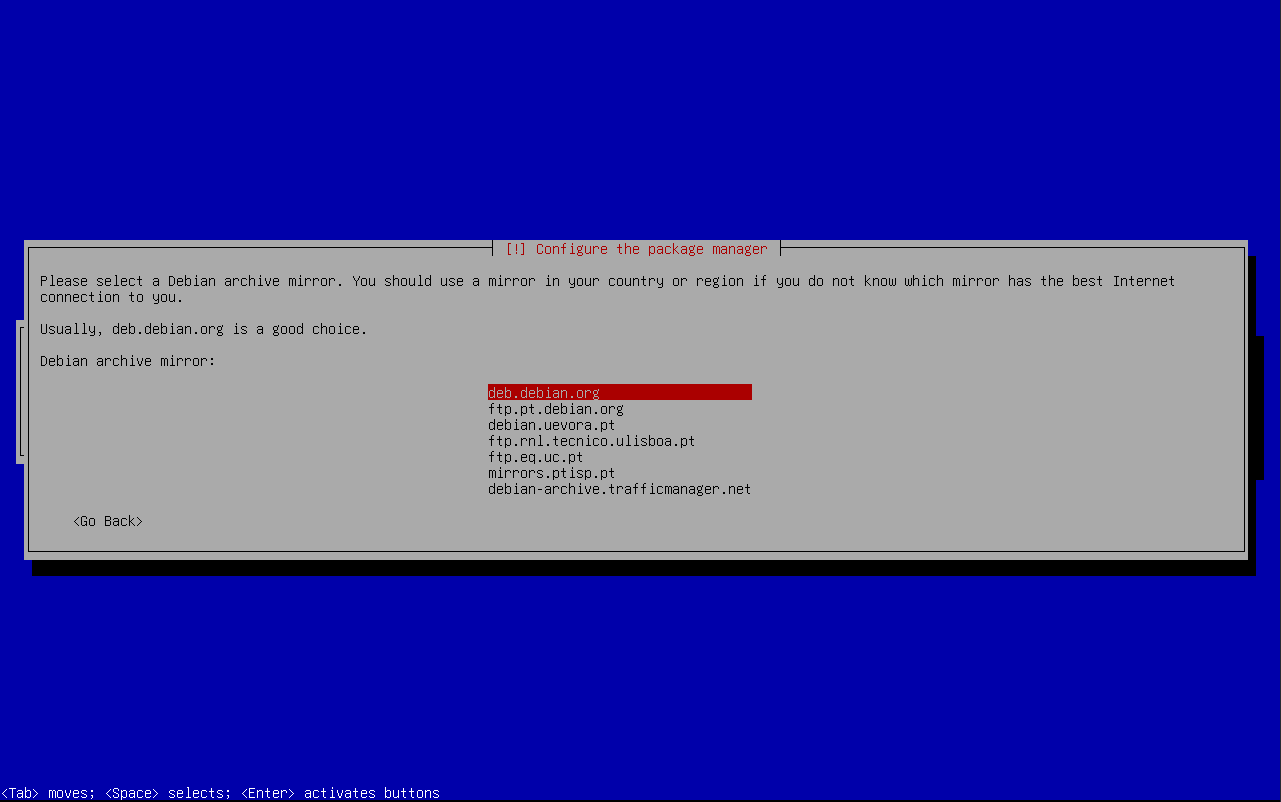 [!] Configure the package manager
Please select a Debian archive mirror. You should use a mirror in your country or region if you do not know which mirror has the best Internet
connection to you.
Usually, deb.debian.org is a good choice.
Debian archive mirror:
deb.debian.org
ftp.pt.debian.org
debian.uevora.pt
ftp.rnl.tecnico.ulisboa.pt
ftp.eq.uc.pt
mirrors.ptisp.pt
debian-archive.trafficmanager.net
<Go Back>
<Tab> moves; <Space> selects; <Enter> activates buttons